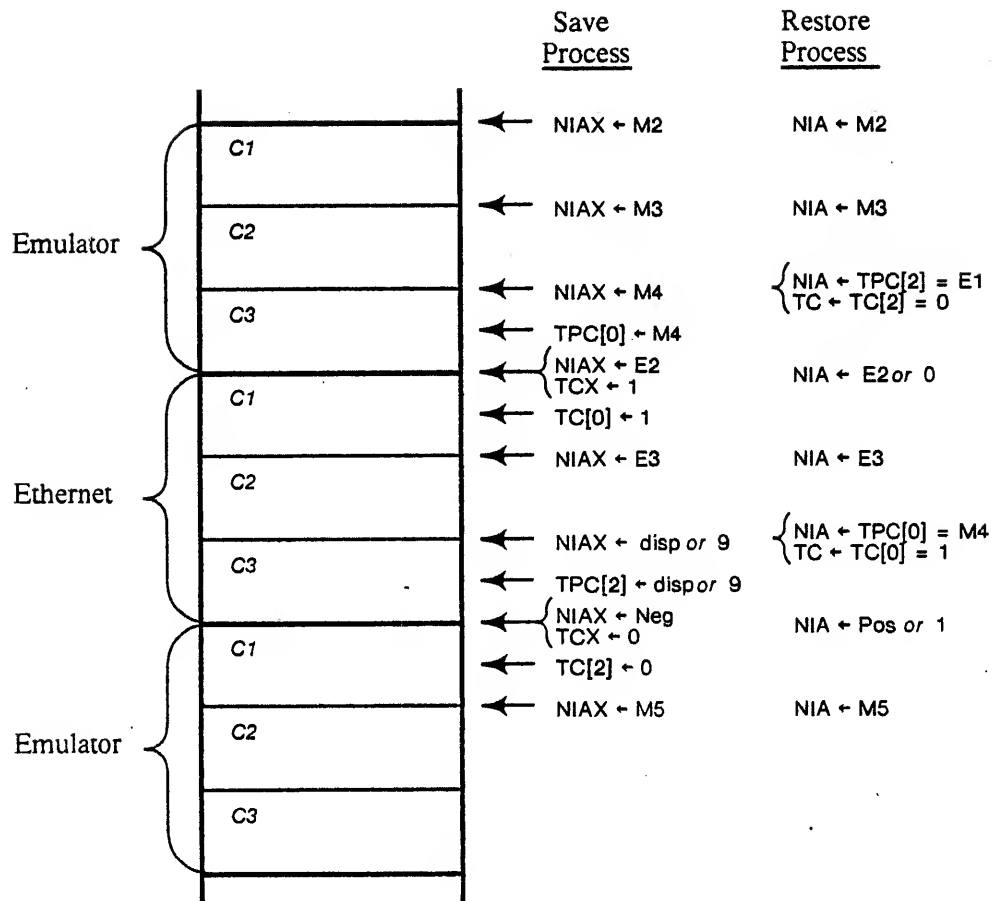 Save Process
Restore Process
NIAX ← M2
NIA ← M2
C1
NIAX ← M3
NIA ← M3
C2
Emulator
NIAX ← M4
NIA ← TPC[2] = E1
TC ← TC[2] = 0
C3
TPC[0] ← M4
NIAX ← E2
TCX ← 1
NIA ← E2 or 0
C1
TC[0] ← 1
NIAX ← E3
NIA ← E3
C2
Ethernet
NIAX ← disp or 9
NIA ← TPC[0] = M4
TC ← TC[0] = 1
C3
TPC[2] ← disp or 9
NIAX ← Neg
TCX ← 0
NIA ← Pos or 1
C1
TC[2] ← 0
NIAX ← M5
NIA ← M5
C2
Emulator
C3